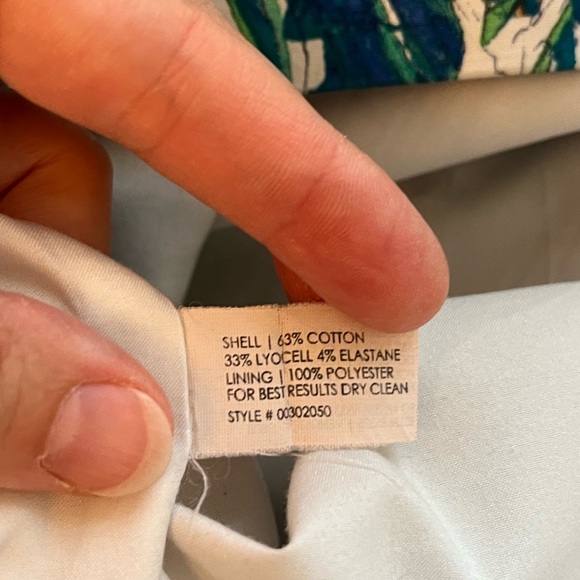 SHELL | 63% COTTON
33% LYOCELL 4% ELASTANE
LINING | 100% POLYESTER
FOR BEST RESULTS DRY CLEAN
STYLE # 00302050